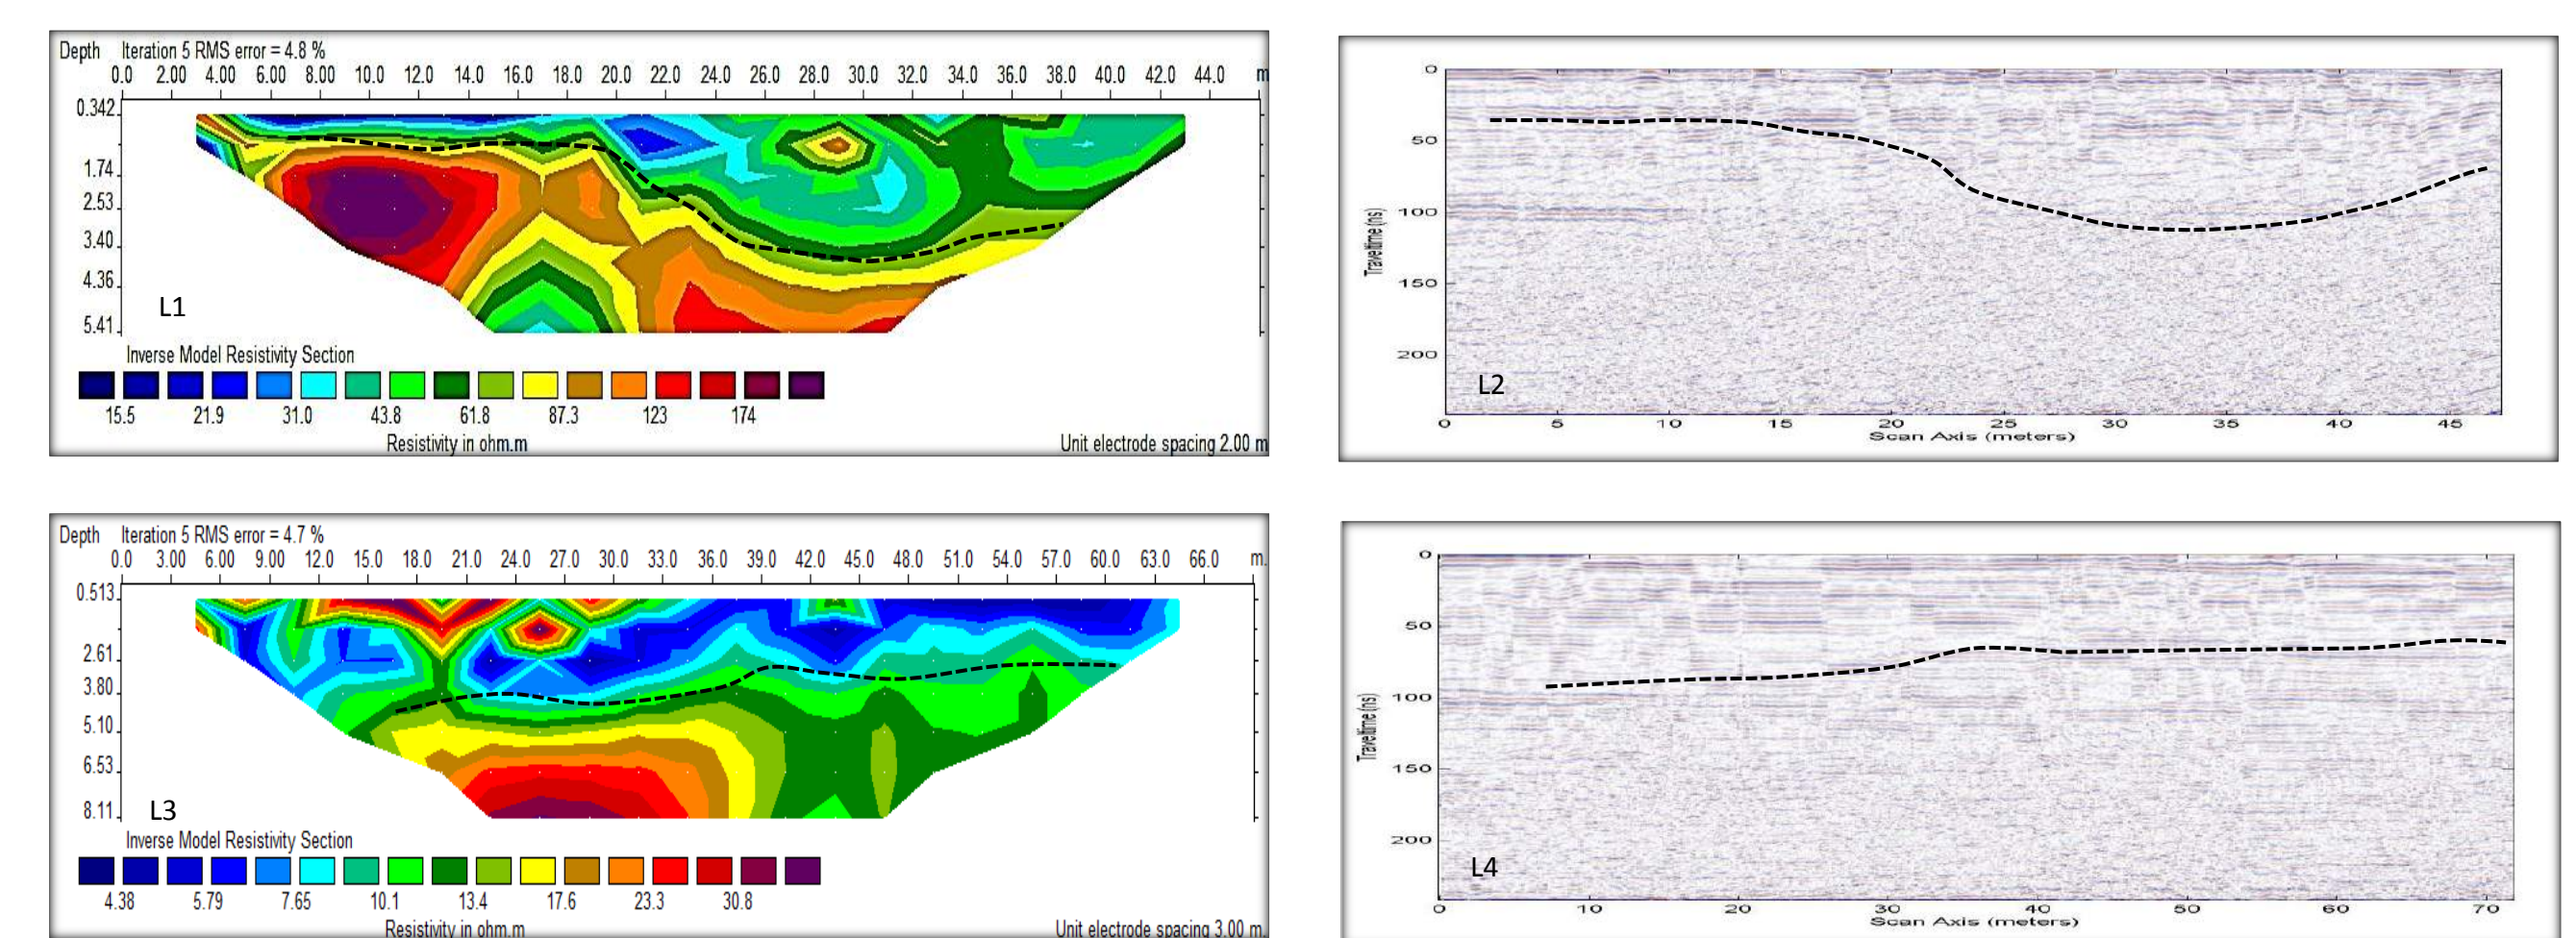 Depth Iteration 5 RMS error = 4.8 %
0.0 2.00 4.00 6.00 8.00 10.0 12.0 14.0 16.0 18.0 20.0 22.0 24.0 26.0 28.0 30.0 32.0 34.0 36.0 38.0 40.0 42.0 44.0 m
0.342
1.74
2.53
3.40
4.36
5.41
L1
Inverse Model Resistivity Section
15.5 21.9 31.0 43.8 61.8 87.3 123 174
Resistivity in ohm.m
Unit electrode spacing 2.00 m
0
50
100
150
200
Traveltime (ns)
L2
0 5 10 15 20 25 30 35 40 45
Scan Axis (meters)
Depth Iteration 5 RMS error = 4.7 %
0.0 3.00 6.00 9.00 12.0 15.0 18.0 21.0 24.0 27.0 30.0 33.0 36.0 39.0 42.0 45.0 48.0 51.0 54.0 57.0 60.0 63.0 66.0 m.
0.513
2.61
3.80
5.10
6.53
8.11
L3
Inverse Model Resistivity Section
4.38 5.79 7.65 10.1 13.4 17.6 23.3 30.8
Resistivity in ohm.m
Unit electrode spacing 3.00 m.
0
50
100
150
200
Traveltime (ns)
L4
0 10 20 30 40 50 60 70
Scan Axis (meters)